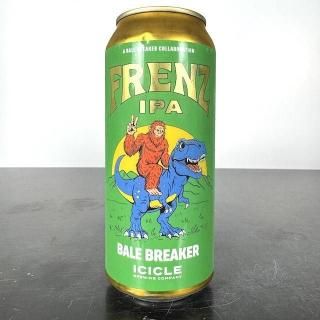 A BALE BREAKER COLLABORATION
FRENZ
IPA
BALE BREAKER
iCiCLE
BREWING COMPANY